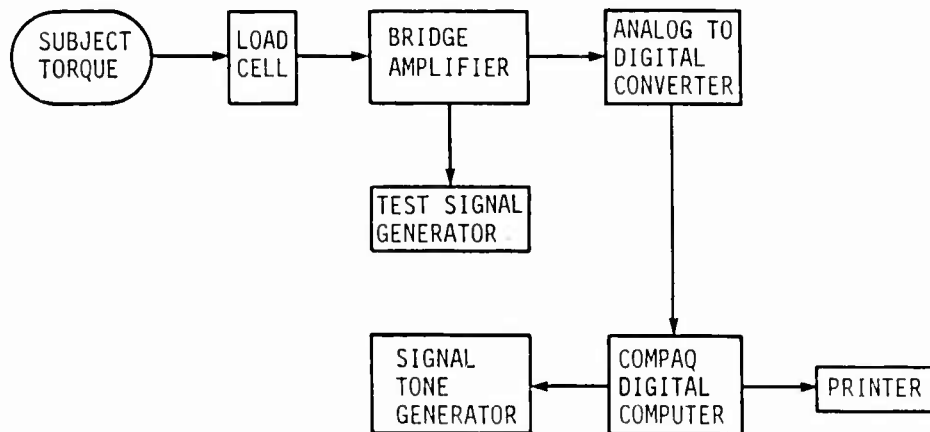 SUBJECT
TORQUE
LOAD
CELL
BRIDGE
AMPLIFIER
ANALOG TO
DIGITAL
CONVERTER
TEST SIGNAL
GENERATOR
SIGNAL
TONE
GENERATOR
COMPAQ
DIGITAL
COMPUTER
PRINTER